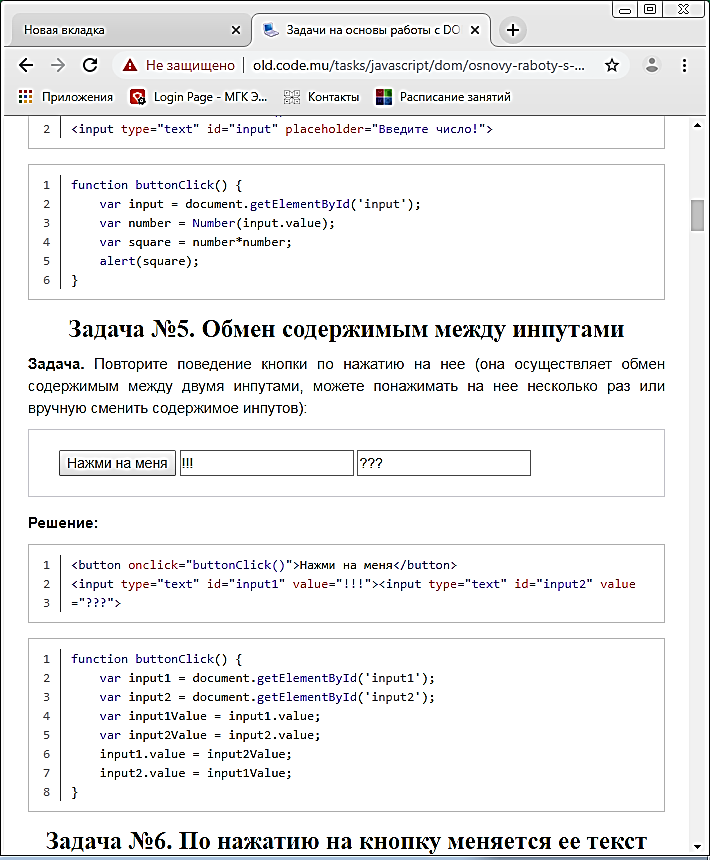 Новая вкладка
Задачи на основы работы с DO
Не защищено
old.code.mu/tasks/javascript/dom/osnovy-raboty-s-...
Приложения
Login Page - МГК Э...
Контакты
Расписание занятий
2 <input type="text" id="input" placeholder="Введите число!">
1 function buttonClick() {
2 var input = document.getElementById('input');
3 var number = Number(input.value);
4 var square = number*number;
5 alert(square);
6 }
Задача №5. Обмен содержимым между инпутами
Задача. Повторите поведение кнопки по нажатию на нее (она осуществляет обмен
содержимым между двумя инпутами, можете понажимать на нее несколько раз или
вручную сменить содержимое инпутов):
Нажми на меня !!! ???
Решение:
1 <button onclick="buttonClick()">Нажми на меня</button>
2 <input type="text" id="input1" value="!!!"><input type="text" id="input2" value
3 ="???">
1 function buttonClick() {
2 var input1 = document.getElementById('input1');
3 var input2 = document.getElementById('input2');
4 var input1Value = input1.value;
5 var input2Value = input2.value;
6 input1.value = input2Value;
7 input2.value = input1Value;
8 }
Задача №6. По нажатию на кнопку меняется ее текст